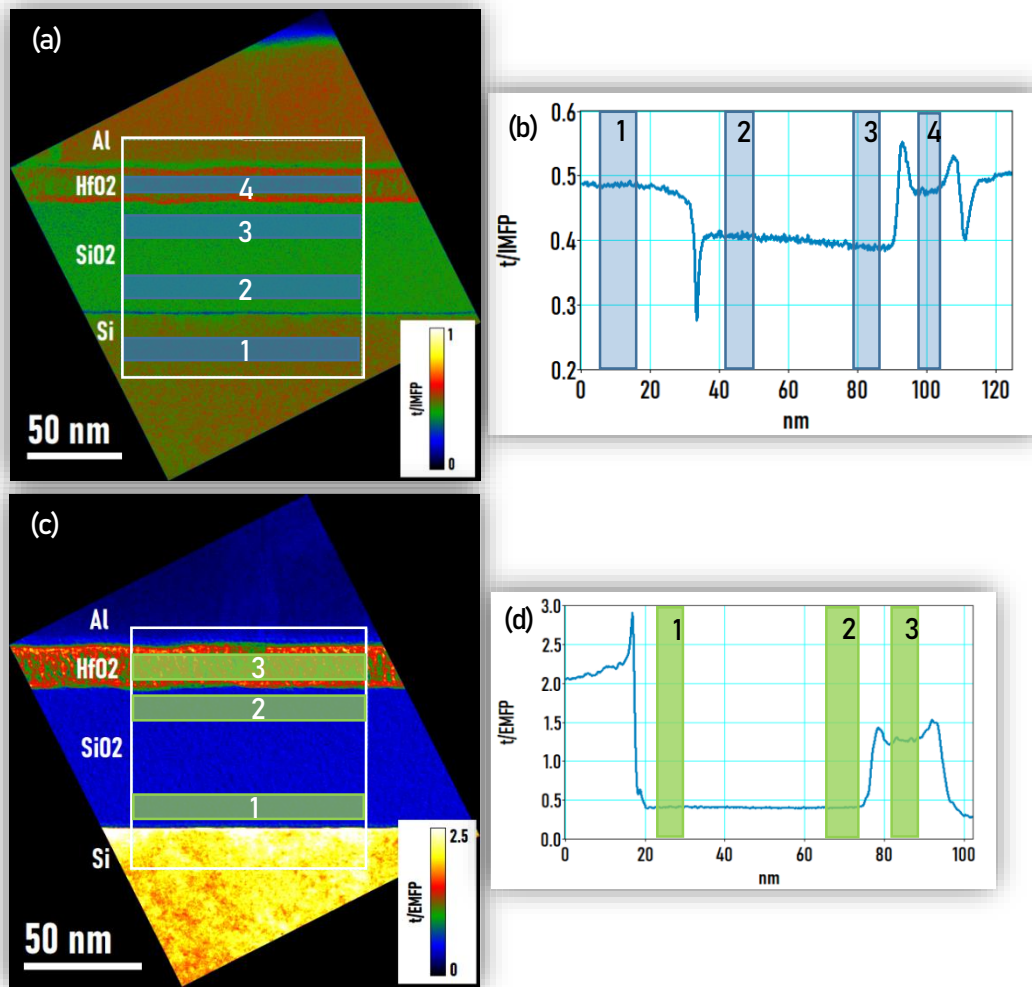 (a)
Al
HfO2
SiO2
Si
4
3
2
1
50 nm
1
t/IMFP
0
(b)
0.6
0.5
0.4
0.3
0.2
t/IMFP
1
2
3
4
0 20 40 60 80 100 120
nm
(c)
Al
HfO2
SiO2
Si
3
2
1
50 nm
2.5
t/EMFP
0
(d)
3.0
2.5
2.0
1.5
1.0
0.5
0.0
t/EMFP
1
2
3
0 20 40 60 80 100
nm